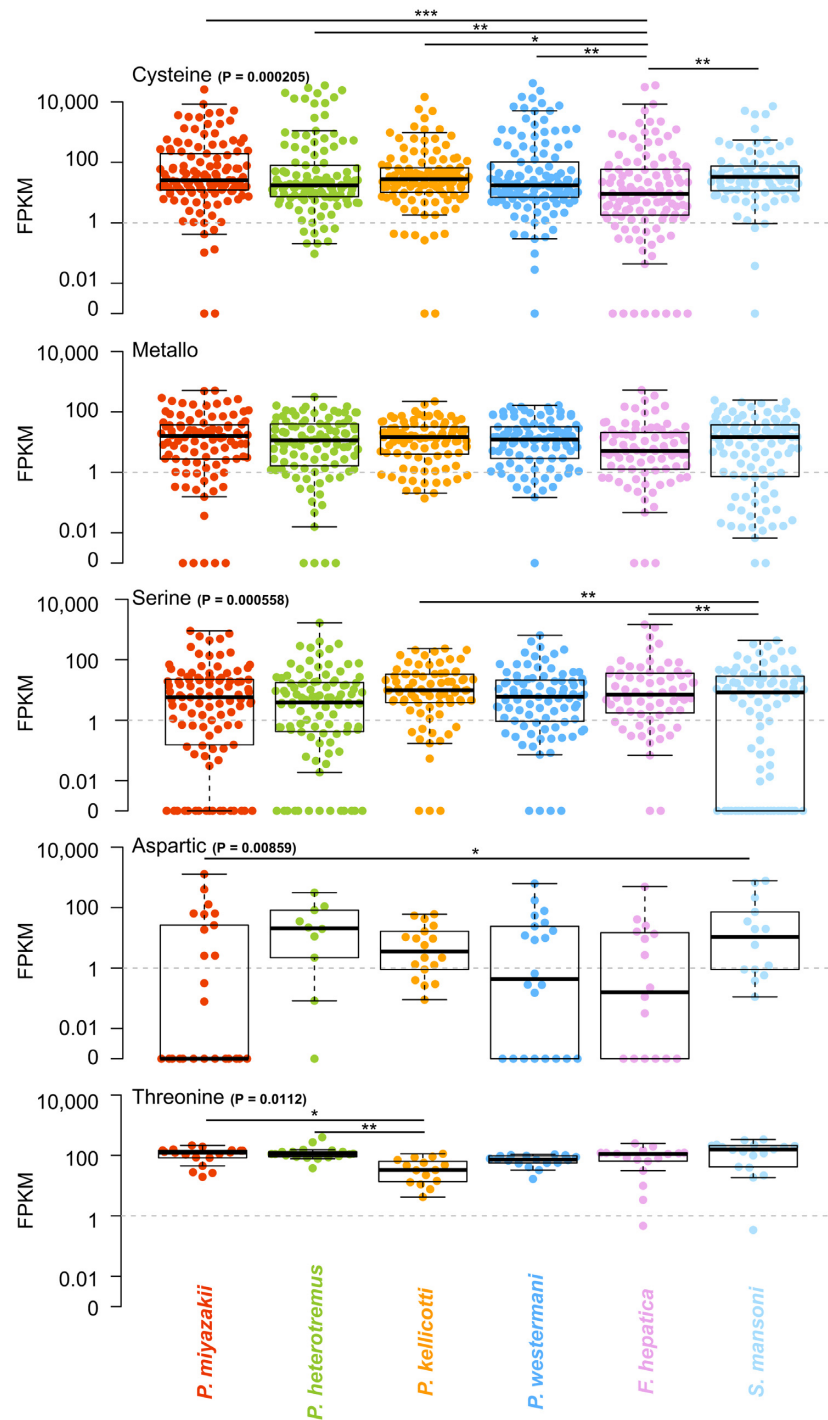 ***
**
*
**
**
Cysteine (P = 0.000205)
10,000
100
1
0.01
0
FPKM
Metallo
10,000
100
1
0.01
0
FPKM
Serine (P = 0.000558)
**
**
10,000
100
1
0.01
0
FPKM
Aspartic (P = 0.00859)
*
10,000
100
1
0.01
0
FPKM
Threonine (P = 0.0112)
*
**
10,000
100
1
0.01
0
FPKM
P. miyazakii
P. heterotremus
P. kellicotti
P. westermani
F. hepatica
S. mansoni